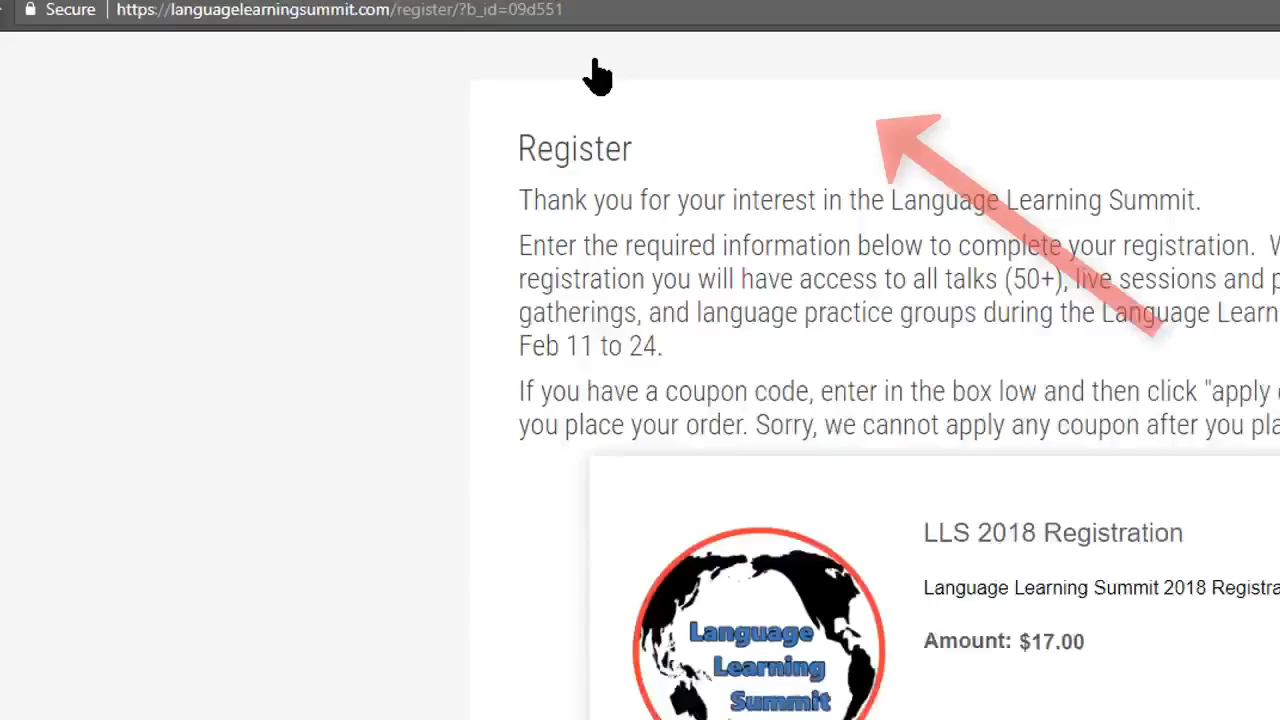 Secure https://languagelearningsummit.com/register/?b_id=09d551
Register
Thank you for your interest in the Language Learning Summit.
Enter the required information below to complete your registration.
registration you will have access to all talks (50+), live sessions and
gatherings, and language practice groups during the Language Learn
Feb 11 to 24.
If you have a coupon code, enter in the box low and then click "apply
you place your order. Sorry, we cannot apply any coupon after you pla
LLS 2018 Registration
Language Learning Summit 2018 Registra
Amount: $17.00
Language
Learning
Summit